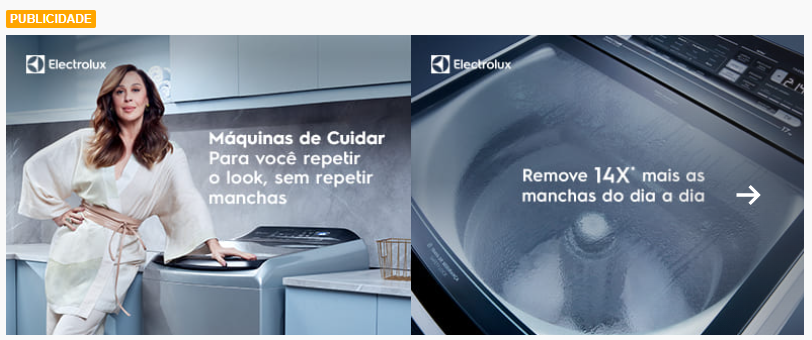 PUBLICIDADE
Electrolux
Máquinas de Cuidar
Para você repetir
o look, sem repetir
manchas
Electrolux
Remove 14X* mais as
manchas do dia a dia